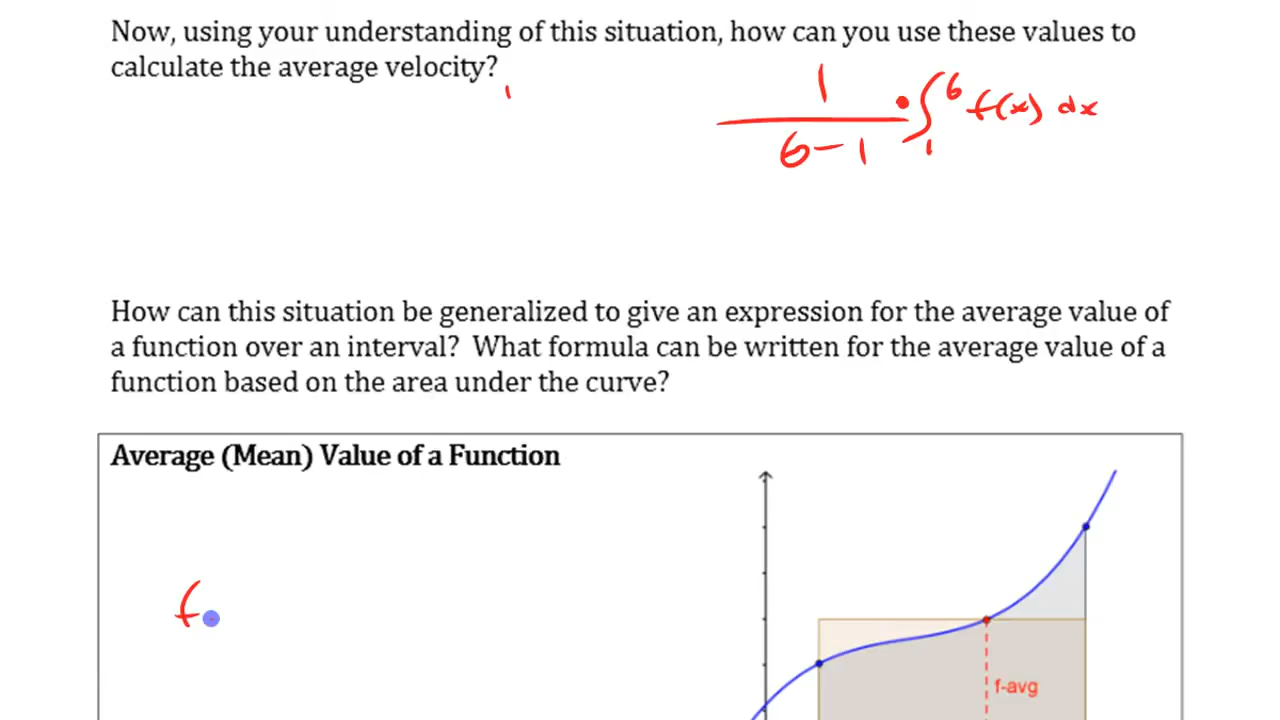 Now, using your understanding of this situation, how can you use these values to
calculate the average velocity?
1
6 - 1
· ∫₁⁶ f(x) dx
How can this situation be generalized to give an expression for the average value of
a function over an interval?  What formula can be written for the average value of a
function based on the area under the curve?
Average (Mean) Value of a Function
f
f-avg